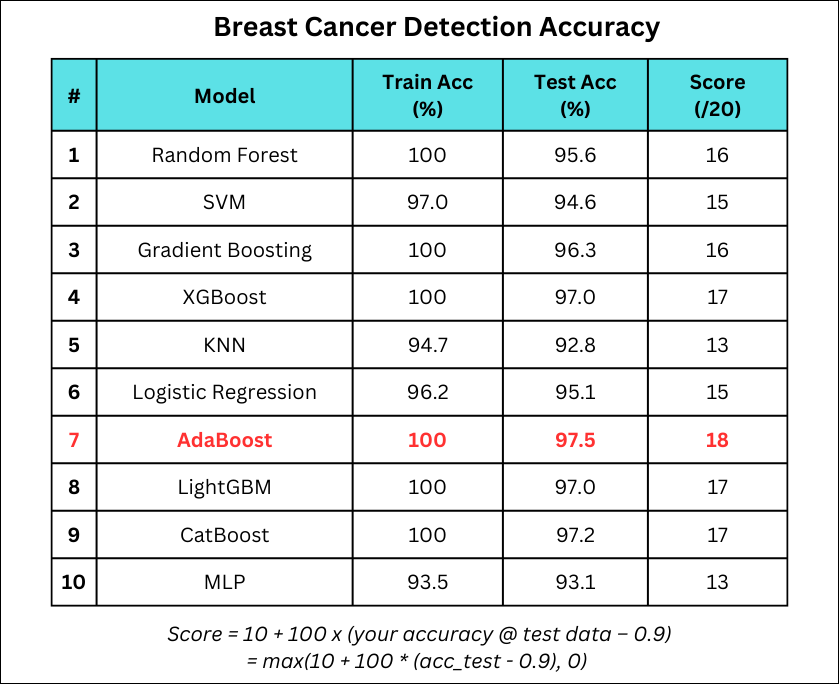 Breast Cancer Detection Accuracy
# Model Train Acc (%) Test Acc (%) Score (/20)
1 Random Forest 100 95.6 16
2 SVM 97.0 94.6 15
3 Gradient Boosting 100 96.3 16
4 XGBoost 100 97.0 17
5 KNN 94.7 92.8 13
6 Logistic Regression 96.2 95.1 15
7 AdaBoost 100 97.5 18
8 LightGBM 100 97.0 17
9 CatBoost 100 97.2 17
10 MLP 93.5 93.1 13
Score = 10 + 100 x (your accuracy @ test data – 0.9)
= max(10 + 100 * (acc_test - 0.9), 0)